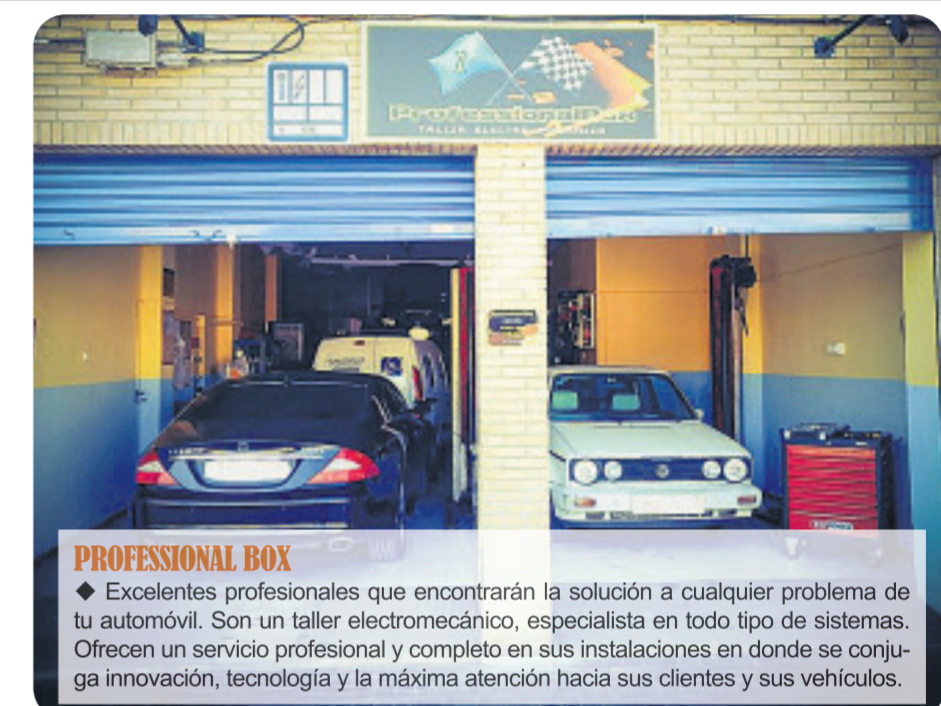 ProfessionalBox
TALLER
PROFESSIONAL BOX
◆ Excelentes profesionales que encontrarán la solución a cualquier problema de
tu automóvil. Son un taller electromecánico, especialista en todo tipo de sistemas.
Ofrecen un servicio profesional y completo en sus instalaciones en donde se conju-
ga innovación, tecnología y la máxima atención hacia sus clientes y sus vehículos.